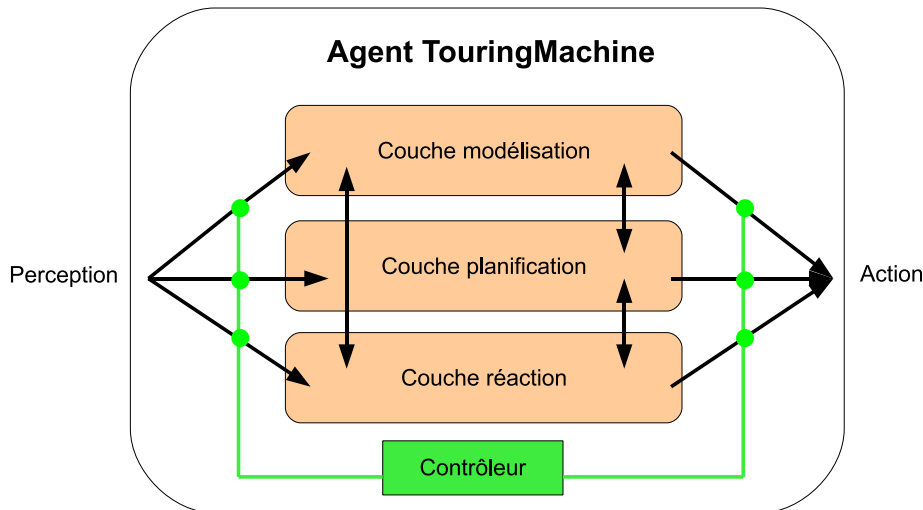 Agent TouringMachine
Couche modélisation
Couche planification
Perception
Action
Couche réaction
Contrôleur